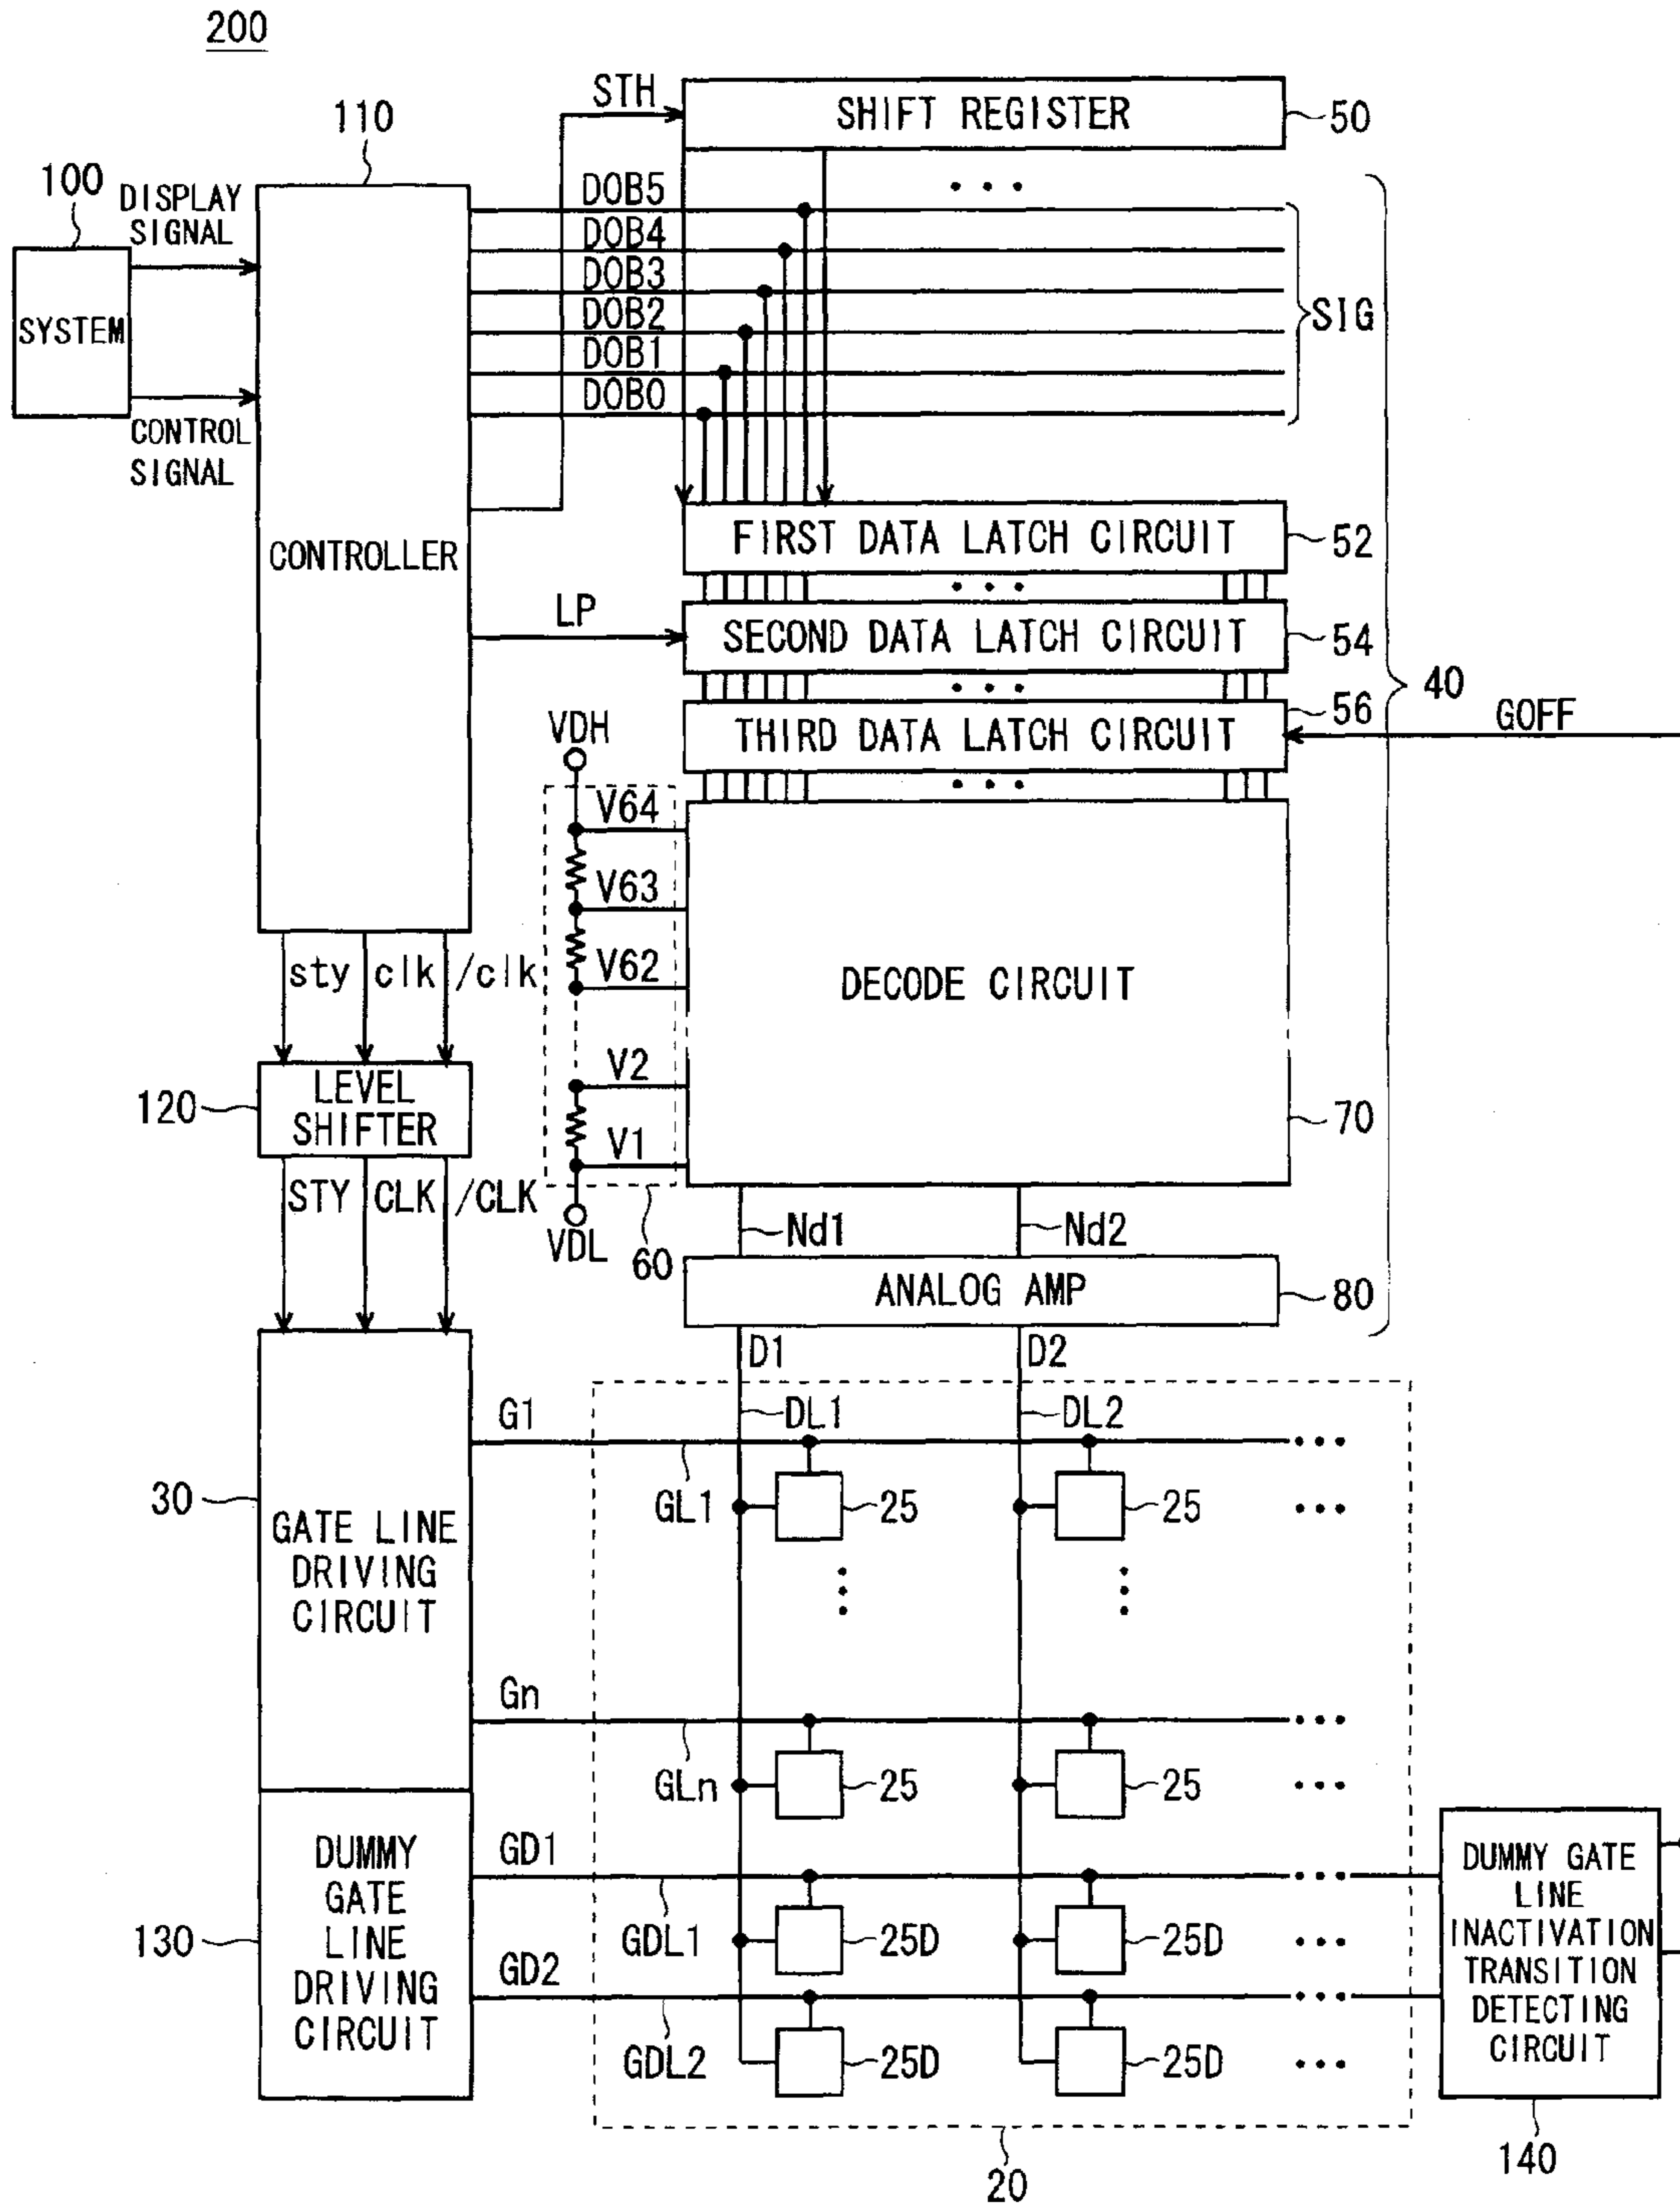 200
STH
SHIFT REGISTER
50
110
100
DISPLAY
SIGNAL
SYSTEM
CONTROL
SIGNAL
CONTROLLER
DOB5
DOB4
DOB3
DOB2
DOB1
DOB0
SIG
FIRST DATA LATCH CIRCUIT
52
LP
SECOND DATA LATCH CIRCUIT
54
40
THIRD DATA LATCH CIRCUIT
56
GOFF
VDH
V64
V63
V62
V2
V1
VDL
60
DECODE CIRCUIT
70
sty
clk
/clk
120
LEVEL
SHIFTER
STY
CLK
/CLK
Nd1
Nd2
ANALOG AMP
80
D1
D2
30
GATE LINE
DRIVING
CIRCUIT
G1
DL1
DL2
GL1
25
25
Gn
GLn
25
25
130
DUMMY
GATE
LINE
DRIVING
CIRCUIT
GD1
GDL1
25D
25D
GD2
GDL2
25D
25D
DUMMY GATE
LINE
INACTIVATION
TRANSITION
DETECTING
CIRCUIT
140
20